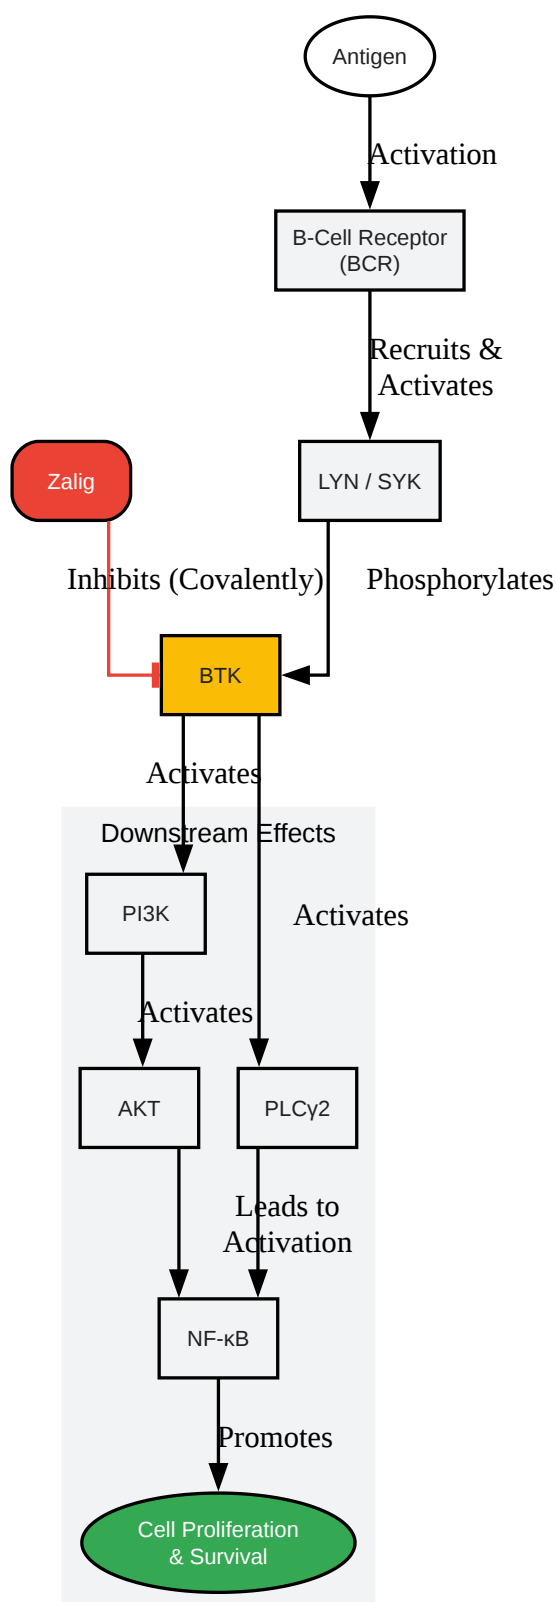 Antigen
Activation
B-Cell Receptor
(BCR)
Recruits &
Activates
Zalig
LYN / SYK
Inhibits (Covalently)
Phosphorylates
BTK
Activates
Downstream Effects
PI3K
Activates
Activates
AKT
PLCγ2
Leads to
Activation
NF-κB
Promotes
Cell Proliferation
& Survival